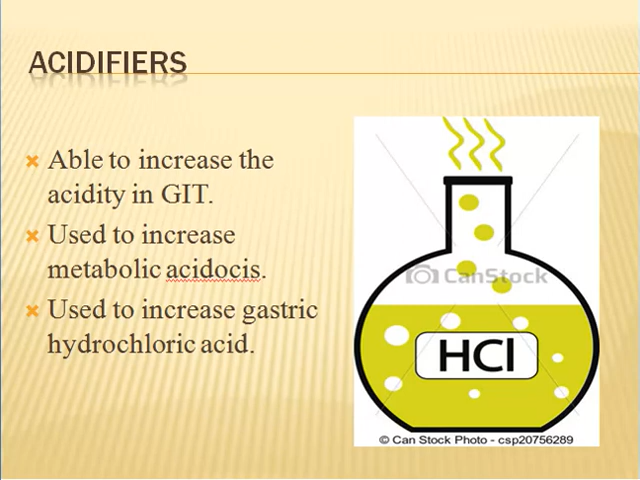 ACIDIFIERS
Able to increase the
acidity in GIT.
Used to increase
metabolic acidocis.
Used to increase gastric
hydrochloric acid.
CanStock
HCl
© Can Stock Photo - csp20756289